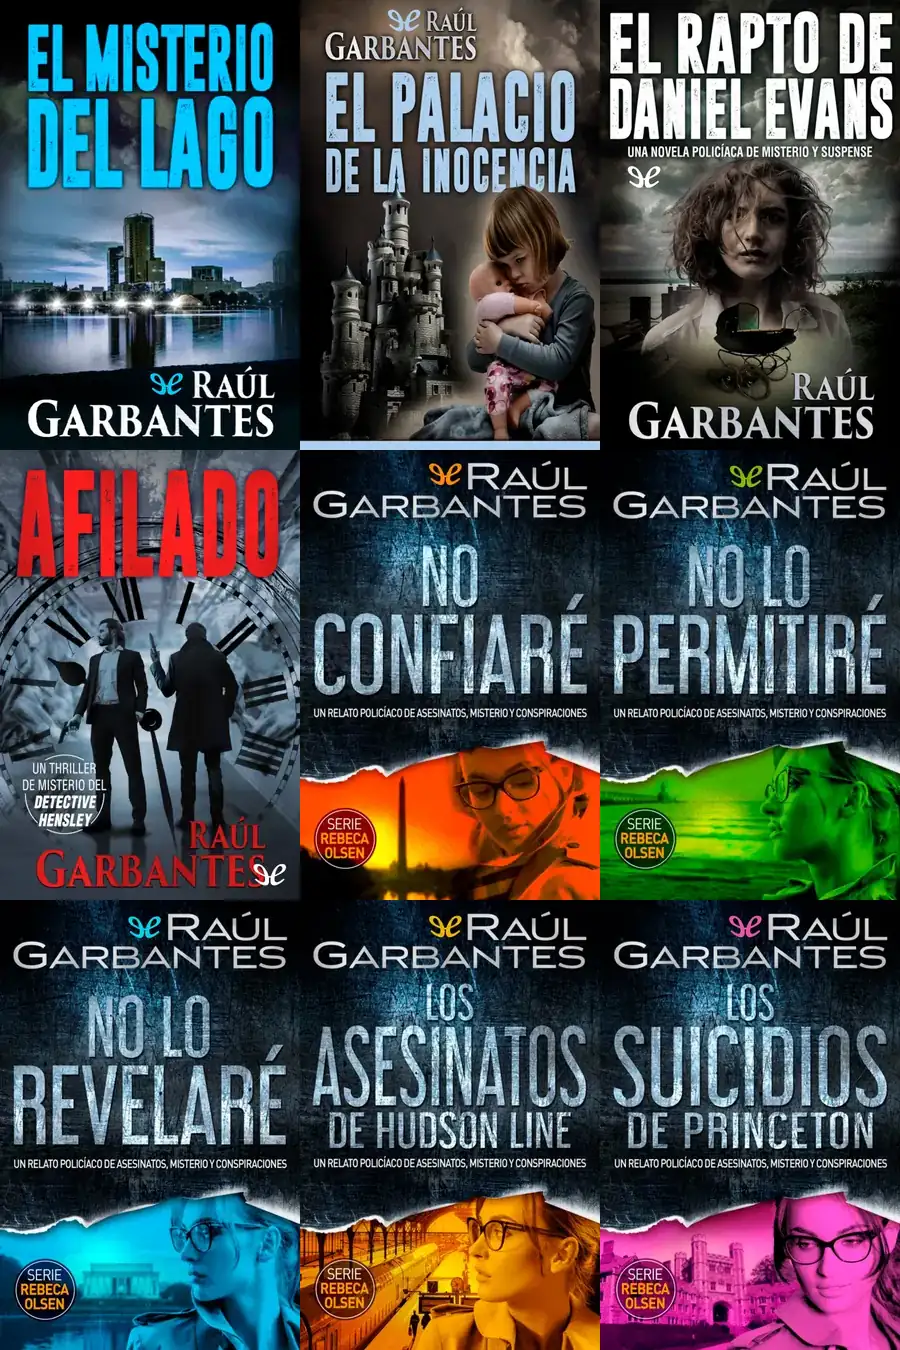 EL MISTERIO
DEL LAGO
RAÚL
GARBANTES
RAÚL
GARBANTES
EL PALACIO
DE LA INOCENCIA
EL RAPTO DE
DANIEL EVANS
UNA NOVELA POLICÍACA DE MISTERIO Y SUSPENSE
RAÚL
GARBANTES
AFILADO
UN THRILLER
DE MISTERIO DEL
DETECTIVE
HENSLEY
RAÚL
GARBANTES
RAÚL
GARBANTES
NO
CONFIARÉ
UN RELATO POLICÍACO DE ASESINATOS, MISTERIO Y CONSPIRACIONES
SERIE
REBECA
OLSEN
RAÚL
GARBANTES
NO LO
PERMITIRÉ
UN RELATO POLICÍACO DE ASESINATOS, MISTERIO Y CONSPIRACIONES
SERIE
REBECA
OLSEN
RAÚL
GARBANTES
NO LO
REVELARÉ
UN RELATO POLICÍACO DE ASESINATOS, MISTERIO Y CONSPIRACIONES
SERIE
REBECA
OLSEN
RAÚL
GARBANTES
LOS
ASESINATOS
DE HUDSON LINE
UN RELATO POLICÍACO DE ASESINATOS, MISTERIO Y CONSPIRACIONES
SERIE
REBECA
OLSEN
RAÚL
GARBANTES
LOS
SUICIDIOS
DE PRINCETON
UN RELATO POLICÍACO DE ASESINATOS, MISTERIO Y CONSPIRACIONES
SERIE
REBECA
OLSEN